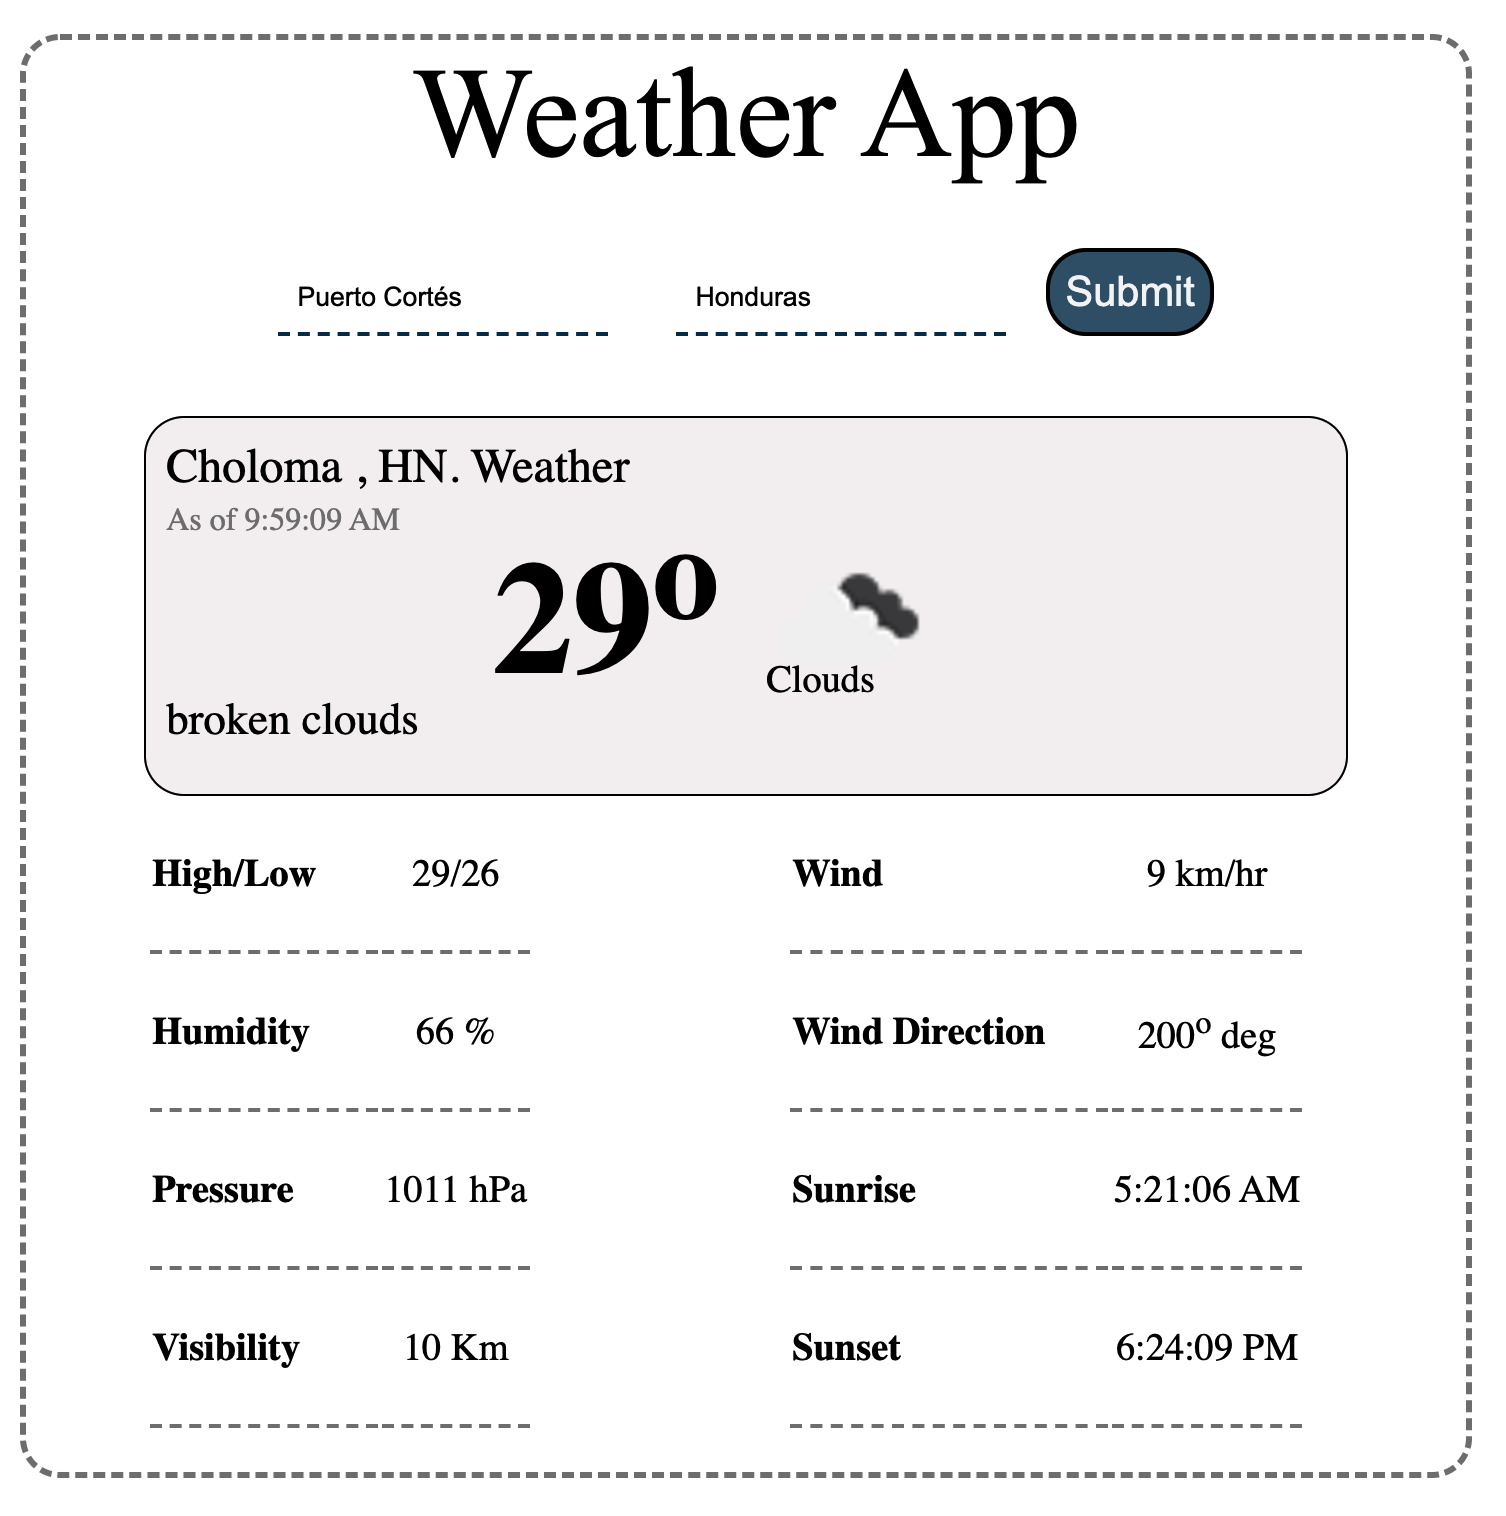 Weather App
Puerto Cortés Honduras Submit
Choloma , HN. Weather
As of 9:59:09 AM
29º
Clouds
broken clouds
High/Low 29/26 Wind 9 km/hr
Humidity 66 % Wind Direction 200º deg
Pressure 1011 hPa Sunrise 5:21:06 AM
Visibility 10 Km Sunset 6:24:09 PM